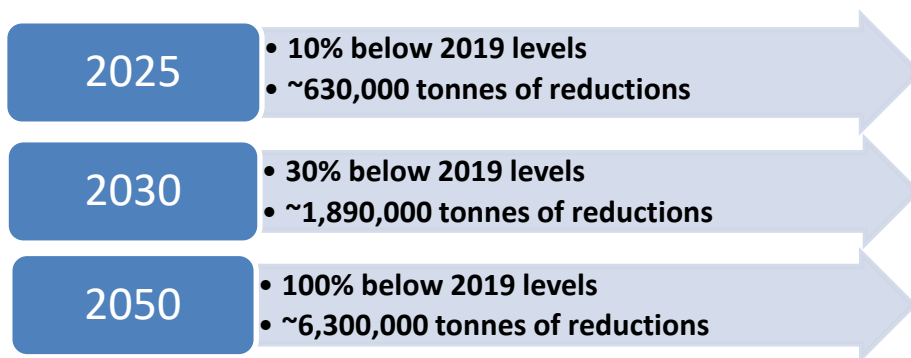 2025
• 10% below 2019 levels
• ~630,000 tonnes of reductions
2030
• 30% below 2019 levels
• ~1,890,000 tonnes of reductions
2050
• 100% below 2019 levels
• ~6,300,000 tonnes of reductions